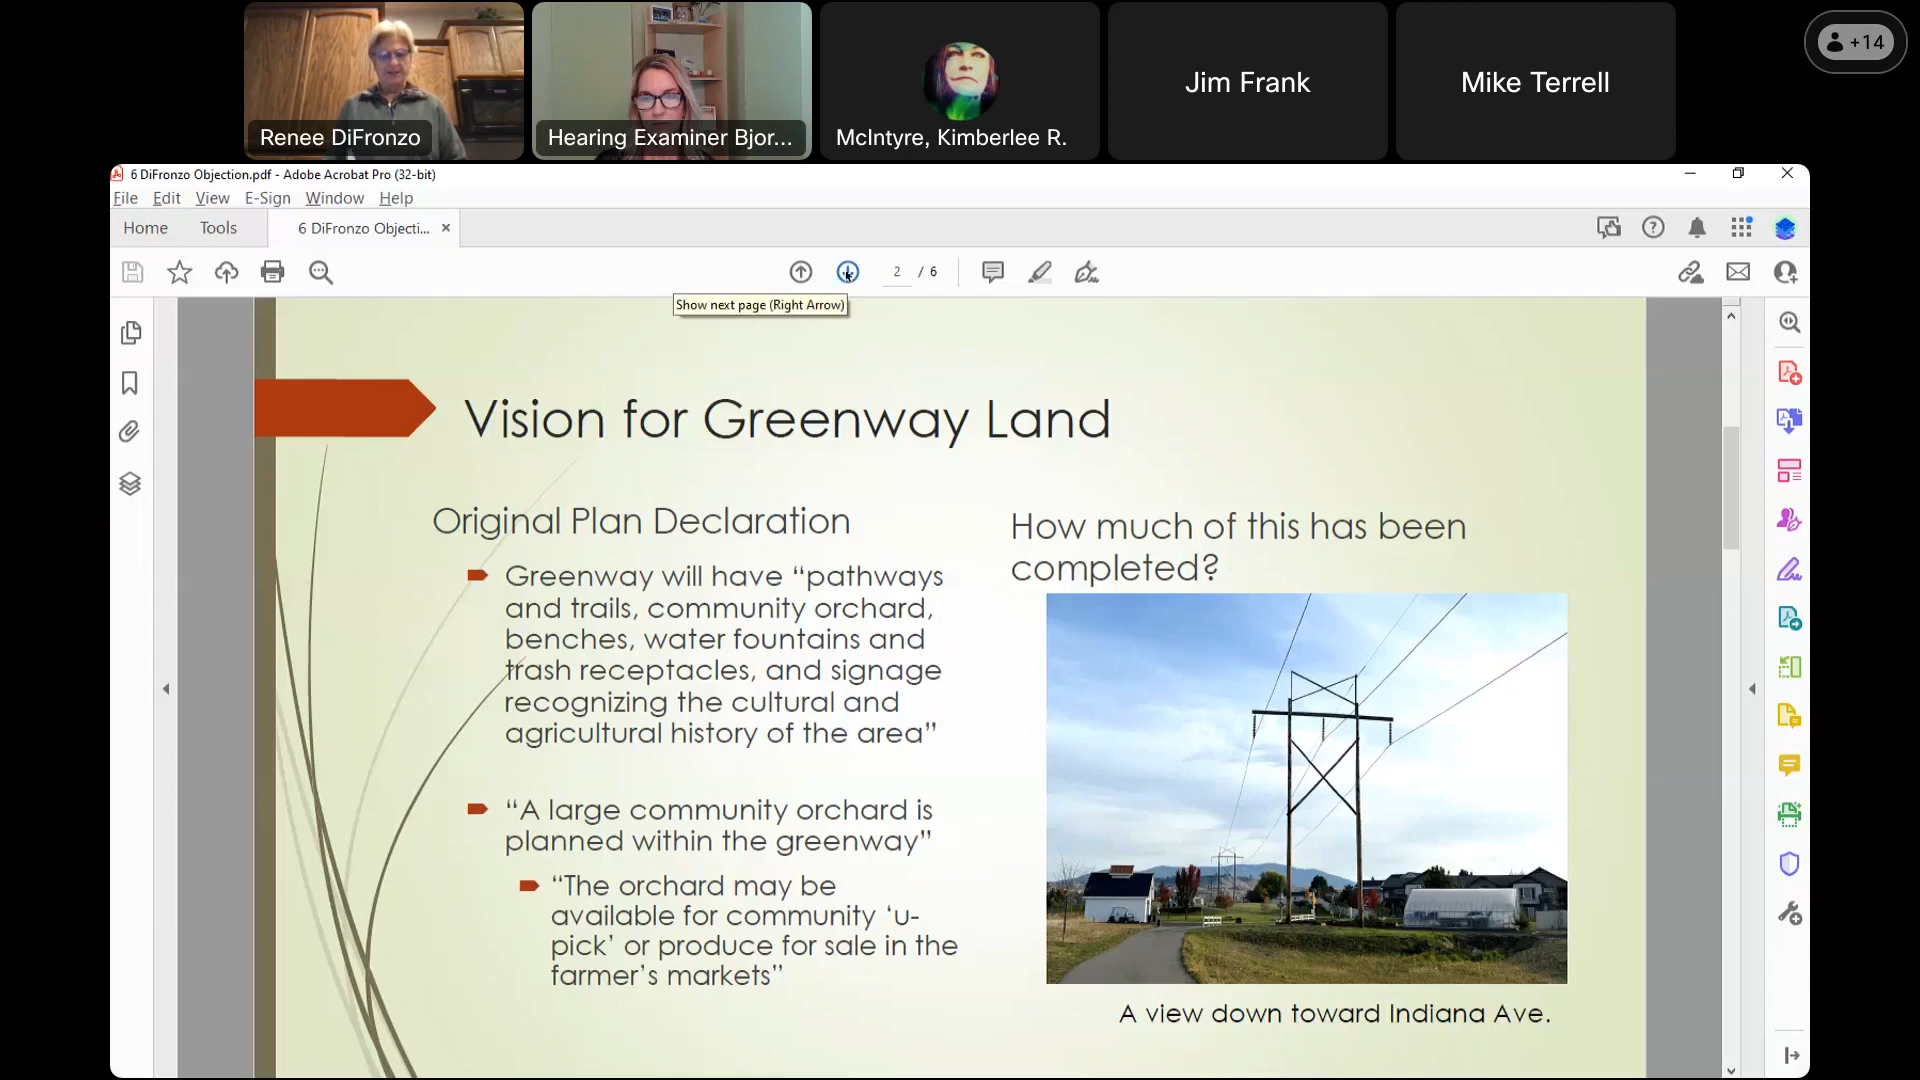 Renee DiFronzo
Hearing Examiner Bjor...
McIntyre, Kimberlee R.
Jim Frank
Mike Terrell
+14
6 DiFronzo Objection.pdf - Adobe Acrobat Pro (32-bit)
File Edit View E-Sign Window Help
Home Tools 6 DiFronzo Objecti... ×
2 / 6
Show next page (Right Arrow)
Vision for Greenway Land
Original Plan Declaration
Greenway will have “pathways
and trails, community orchard,
benches, water fountains and
trash receptacles, and signage
recognizing the cultural and
agricultural history of the area”
“A large community orchard is
planned within the greenway”
“The orchard may be
available for community ‘u-
pick’ or produce for sale in the
farmer’s markets”
How much of this has been
completed?
A view down toward Indiana Ave.